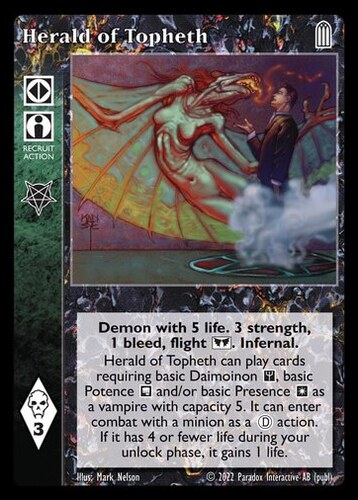 Herald of Topheth
RECRUIT
ACTION
3
Demon with 5 life. 3 strength,
1 bleed, flight. Infernal.
Herald of Topheth can play cards
requiring basic Daimoinon, basic
Potence and/or basic Presence as
a vampire with capacity 5. It can enter
combat with a minion as a D action.
If it has 4 or fewer life during your
unlock phase, it gains 1 life.
Illus: Mark Nelson © 2022 Paradox Interactive AB (publ)